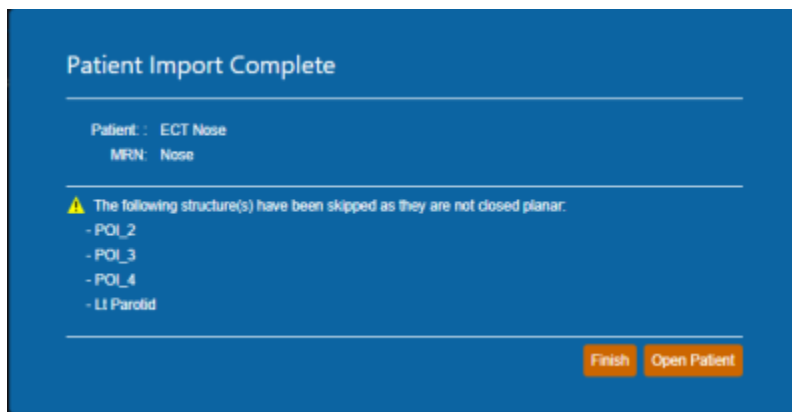 Patient Import Complete
Patient: : ECT Nose
MRN: Nose
The following structure(s) have been skipped as they are not closed planar:
- POI_2
- POI_3
- POI_4
- Lt Parotid
Finish Open Patient